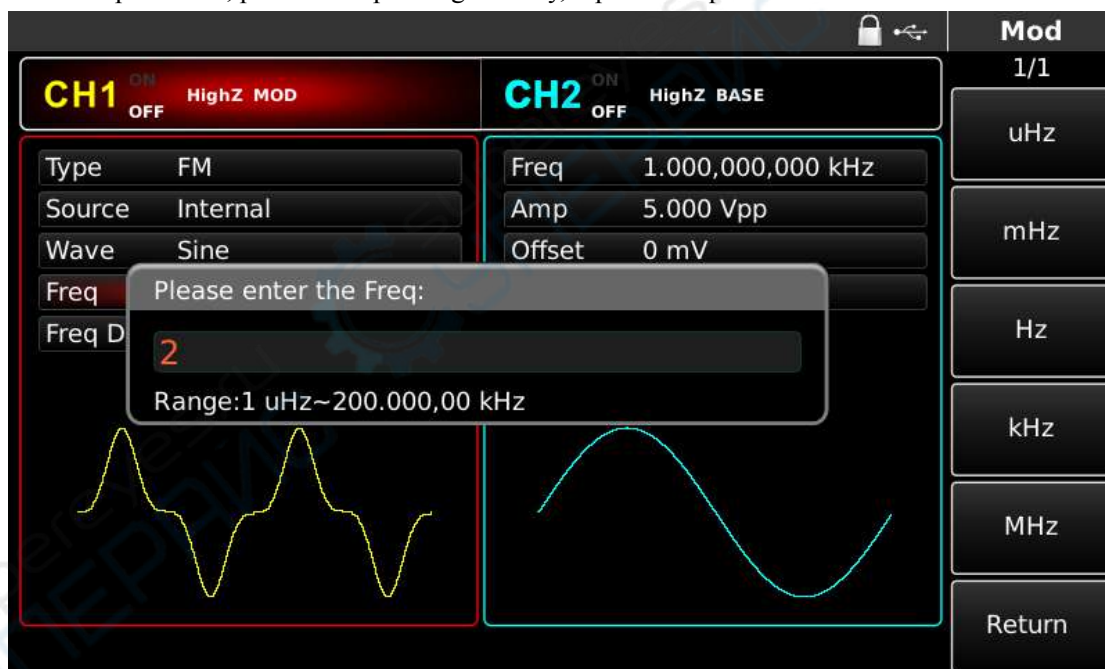 Mod
1/1
CH1 ON OFF HighZ MOD
CH2 ON OFF HighZ BASE
Type FM
Source Internal
Wave Sine
Freq
Freq D
Freq 1.000,000,000 kHz
Amp 5.000 Vpp
Offset 0 mV
Please enter the Freq:
2
Range:1 uHz~200.000,00 kHz
uHz
mHz
Hz
kHz
MHz
Return